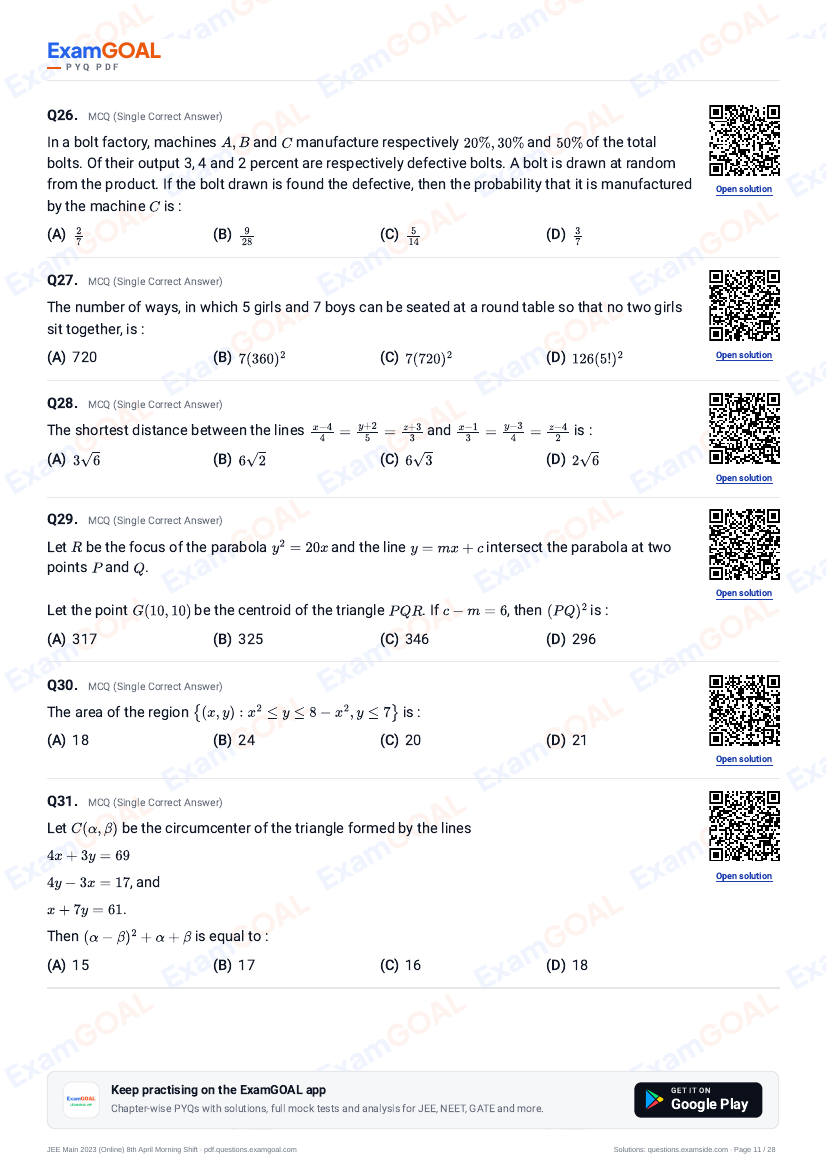 ExamGOAL
PYQ PDF
Q26. MCQ (Single Correct Answer)
In a bolt factory, machines A, B and C manufacture respectively 20%, 30% and 50% of the total
bolts. Of their output 3, 4 and 2 percent are respectively defective bolts. A bolt is drawn at random
from the product. If the bolt drawn is found the defective, then the probability that it is manufactured
by the machine C is :
(A) 2/7 (B) 9/28 (C) 5/14 (D) 3/7
Open solution
Q27. MCQ (Single Correct Answer)
The number of ways, in which 5 girls and 7 boys can be seated at a round table so that no two girls
sit together, is :
(A) 720 (B) 7(360)² (C) 7(720)² (D) 126(5!)²
Open solution
Q28. MCQ (Single Correct Answer)
The shortest distance between the lines (x−4)/4 = (y+2)/5 = (z+3)/3 and (x−1)/3 = (y−3)/4 = (z−4)/2 is :
(A) 3√6 (B) 6√2 (C) 6√3 (D) 2√6
Open solution
Q29. MCQ (Single Correct Answer)
Let R be the focus of the parabola y² = 20x and the line y = mx + c intersect the parabola at two
points P and Q.
Let the point G(10, 10) be the centroid of the triangle PQR. If c − m = 6, then (PQ)² is :
(A) 317 (B) 325 (C) 346 (D) 296
Open solution
Q30. MCQ (Single Correct Answer)
The area of the region {(x, y) : x² ≤ y ≤ 8 − x², y ≤ 7} is :
(A) 18 (B) 24 (C) 20 (D) 21
Open solution
Q31. MCQ (Single Correct Answer)
Let C(α, β) be the circumcenter of the triangle formed by the lines
4x + 3y = 69
4y − 3x = 17, and
x + 7y = 61.
Then (α − β)² + α + β is equal to :
(A) 15 (B) 17 (C) 16 (D) 18
Open solution
Keep practising on the ExamGOAL app
Chapter-wise PYQs with solutions, full mock tests and analysis for JEE, NEET, GATE and more.
GET IT ON
Google Play
JEE Main 2023 (Online) 8th April Morning Shift · pdf.questions.examgoal.com
Solutions: questions.examside.com · Page 11 / 28